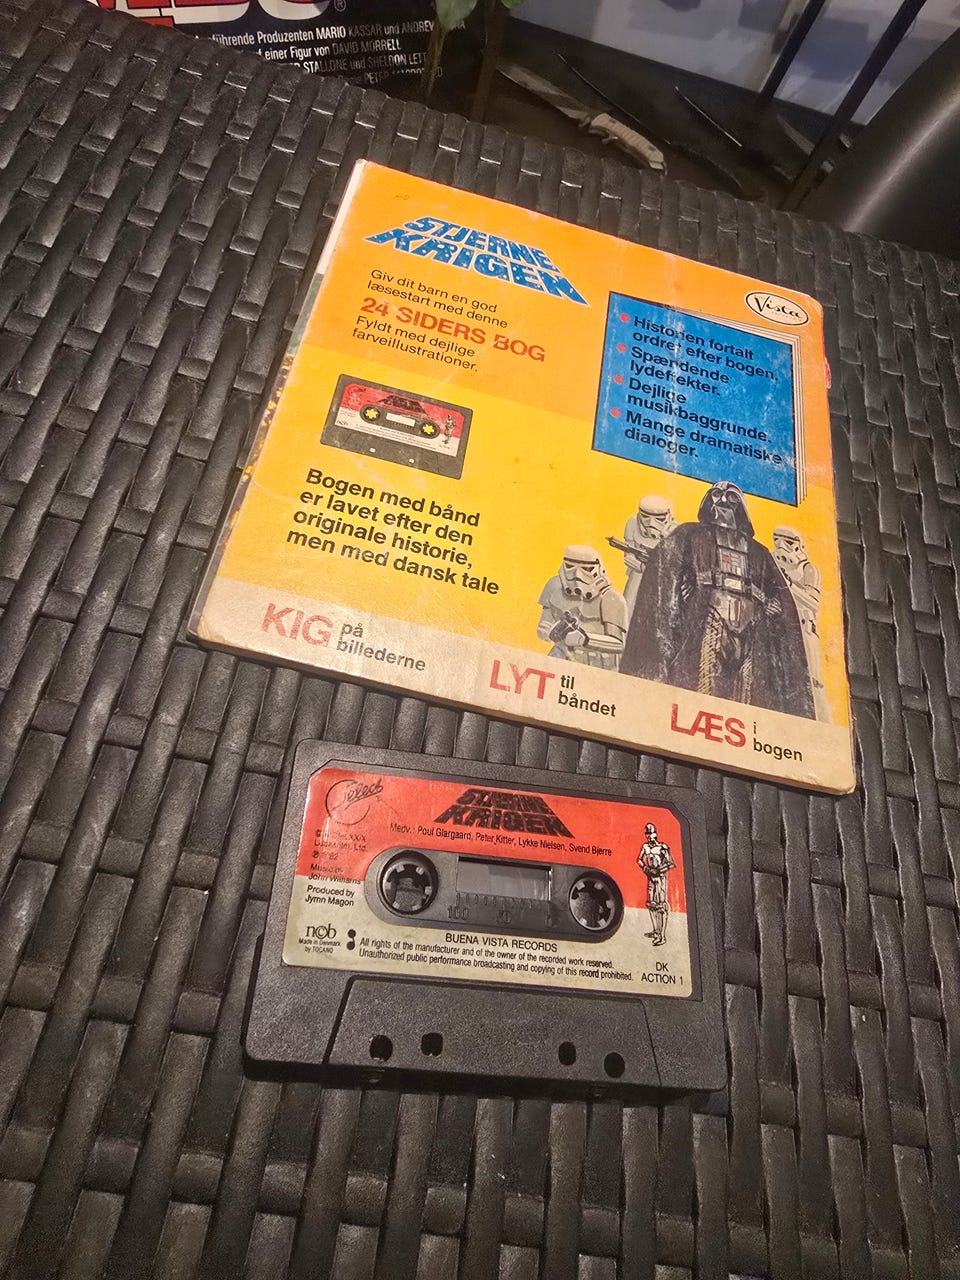 ®
führende Produzenten MARIO KASSAR und ANDREW
einer Figur von DAVID MORRELL
STALLONE und SHELDON LETT
STJERNE
KRIGEN
Giv dit barn en god
læsestart med denne
24 SIDERS BOG
Fyldt med dejlige
farveillustrationer.
Vista
Historien fortalt
ordret efter bogen.
Spændende
lydeffekter.
Dejlige
musikbaggrunde.
Mange dramatiske
dialoger.
Bogen med bånd
er lavet efter den
originale historie,
men med dansk tale
KIG på
billederne
LYT til
båndet
LÆS i
bogen
Select
STJERNE
KRIGEN
Medv.: Poul Glargaard, Peter Kitter, Lykke Nielsen, Svend Bjerre
Ltd.
Music by
John Williams
Produced by
Jymn Magon
100 50
ncb
Made in Denmark
by TOCANO
BUENA VISTA RECORDS
All rights of the manufacturer and of the owner of the recorded work reserved.
Unauthorized public performance broadcasting and copying of this record prohibited.
DK
ACTION 1